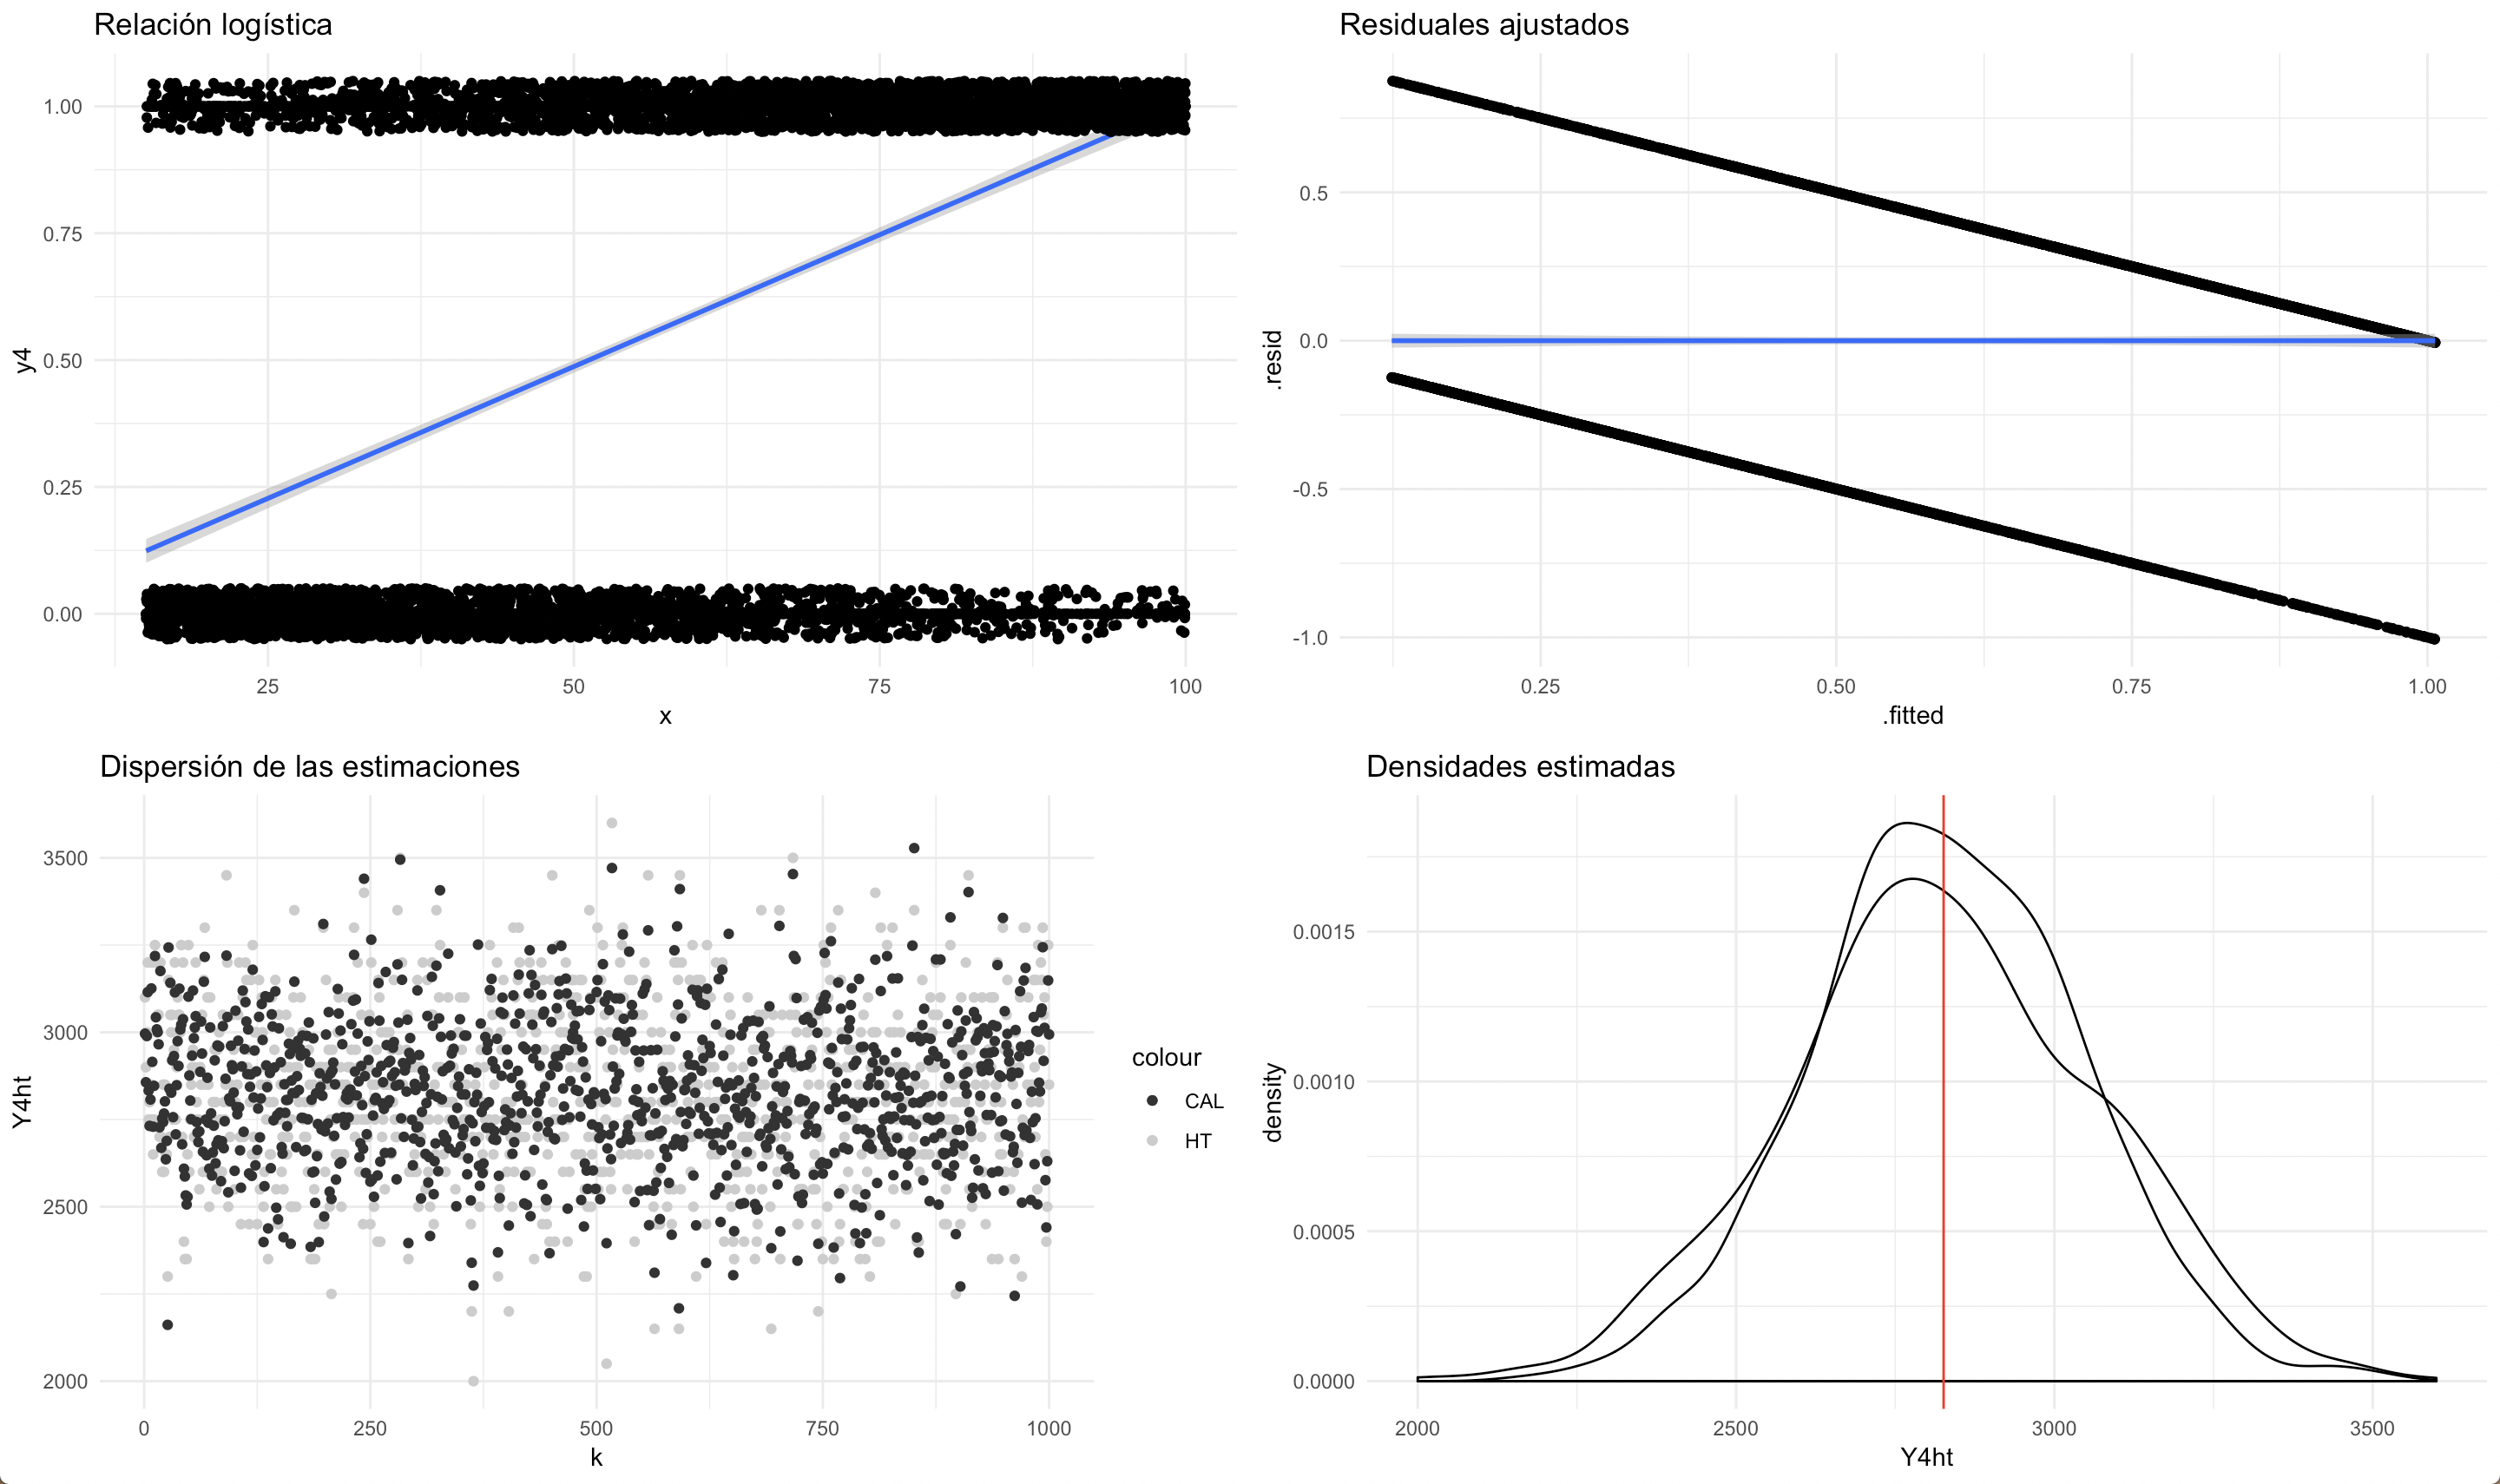 Relación logística
1.00
0.75
0.50
0.25
0.00
y4
25 50 75 100
x
Residuales ajustados
0.5
0.0
-0.5
-1.0
.resid
0.25 0.50 0.75 1.00
.fitted
Dispersión de las estimaciones
3500
3000
2500
2000
Y4ht
0 250 500 750 1000
k
colour
CAL
HT
Densidades estimadas
0.0015
0.0010
0.0005
0.0000
density
2000 2500 3000 3500
Y4ht